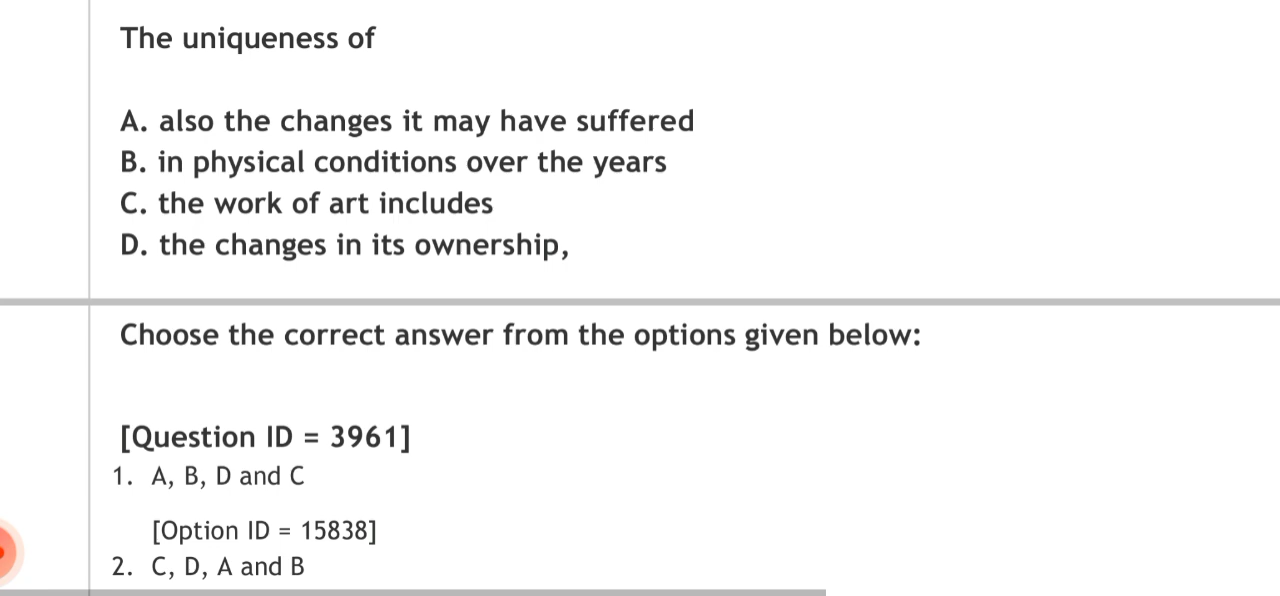 The uniqueness of
A. also the changes it may have suffered
B. in physical conditions over the years
C. the work of art includes
D. the changes in its ownership,
Choose the correct answer from the options given below:
[Question ID = 3961]
1. A, B, D and C
[Option ID = 15838]
2. C, D, A and B